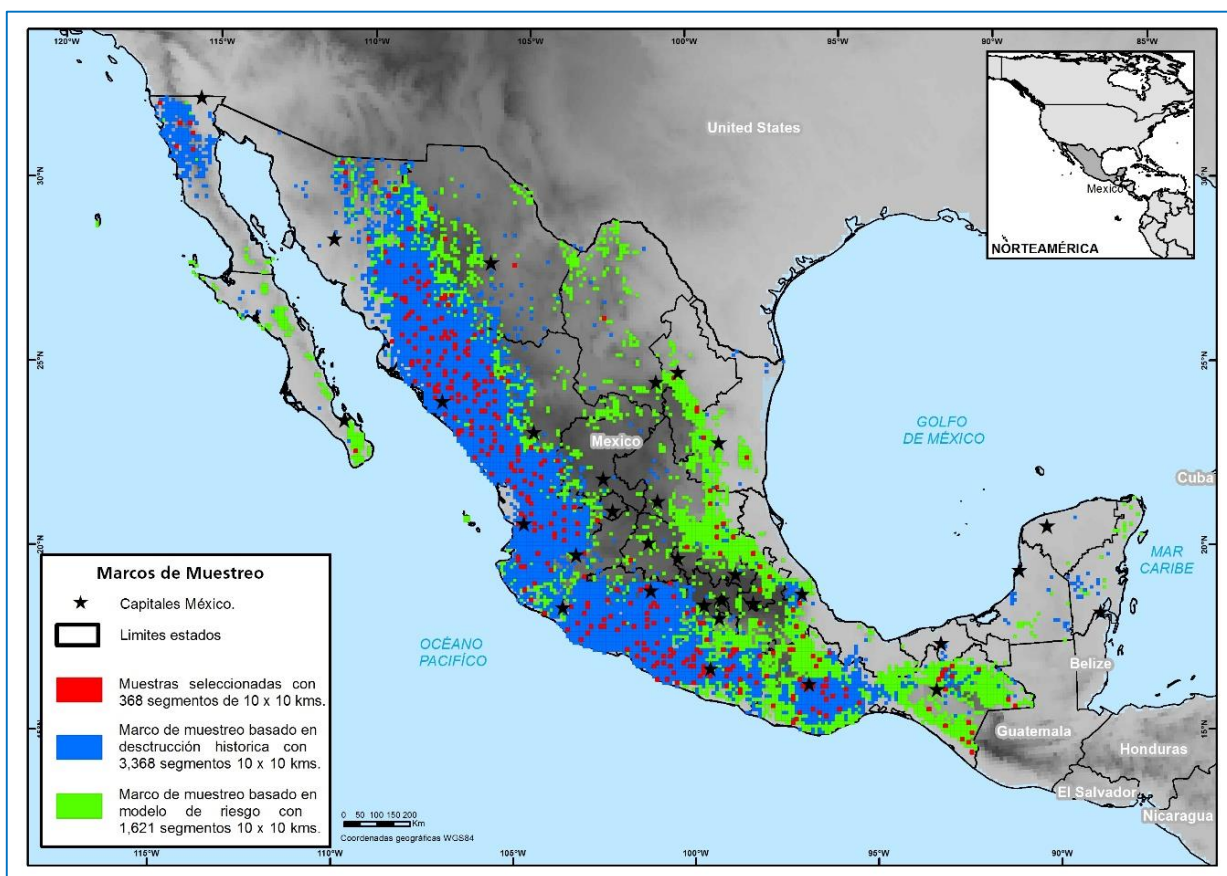 120°W 115°W 110°W 105°W 100°W 95°W 90°W 85°W
NORTEAMÉRICA
Mexico
United States
30°N 30°N
25°N 25°N
20°N 20°N
15°N
Mexico
GOLFO
DE MÉXICO
Cuba
MAR
CARIBE
OCÉANO
PACIFÍCO
Belize
Guatemala
Honduras
El Salvador
Nicaragua
Marcos de Muestreo
Capitales México.
Limites estados
Muestras seleccionadas con
368 segmentos de 10 x 10 kms.
Marco de muestreo basado en
desctrucción historica con
3,368 segmentos 10 x 10 kms.
Marco de muestreo basado en
modelo de riesgo con
1,621 segmentos 10 x 10 kms.
0 50 100 150 200
Km
Coordenadas geográficas WGS84
115°W 110°W 105°W 100°W 95°W 90°W